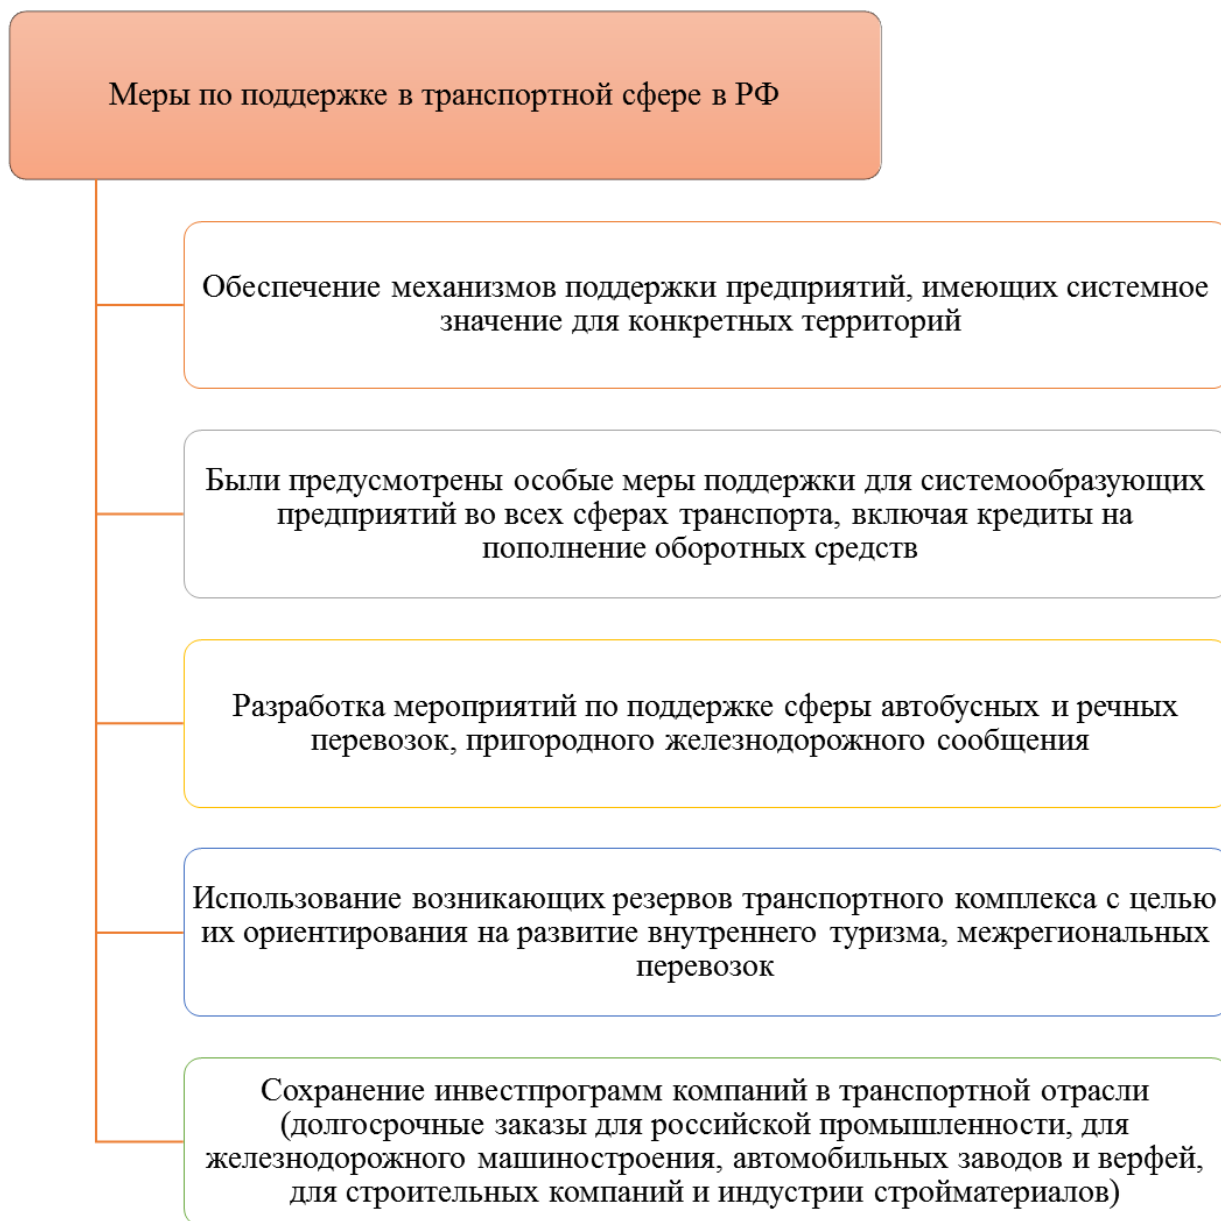 Меры по поддержке в транспортной сфере в РФ
Обеспечение механизмов поддержки предприятий, имеющих системное
значение для конкретных территорий
Были предусмотрены особые меры поддержки для системообразующих
предприятий во всех сферах транспорта, включая кредиты на
пополнение оборотных средств
Разработка мероприятий по поддержке сферы автобусных и речных
перевозок, пригородного железнодорожного сообщения
Использование возникающих резервов транспортного комплекса с целью
их ориентирования на развитие внутреннего туризма, межрегиональных
перевозок
Сохранение инвестпрограмм компаний в транспортной отрасли
(долгосрочные заказы для российской промышленности, для
железнодорожного машиностроения, автомобильных заводов и верфей,
для строительных компаний и индустрии стройматериалов)